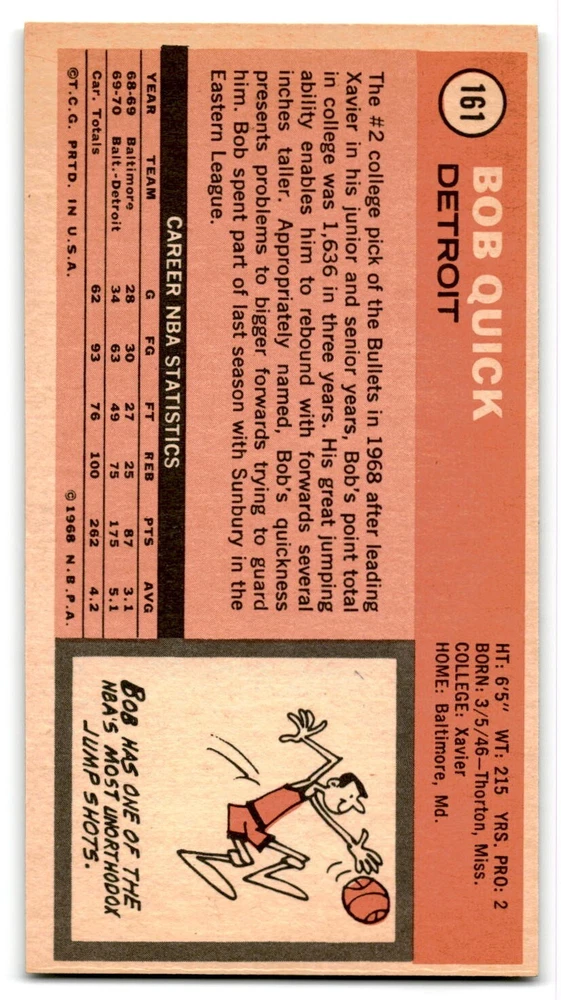 161
BOB QUICK
DETROIT
HT: 6'5" WT: 215 YRS. PRO: 2
BORN: 3/5/46—Thorton, Miss.
COLLEGE: Xavier
HOME: Baltimore, Md.
The #2 college pick of the Bullets in 1968 after leading
Xavier in his junior and senior years, Bob's point total
in college was 1,636 in three years. His great jumping
ability enables him to rebound with forwards several
inches taller. Appropriately named, Bob's quickness
presents problems to bigger forwards trying to guard
him. Bob spent part of last season with Sunbury in the
Eastern League.
CAREER NBA STATISTICS
YEAR TEAM G FG FT REB PTS AVG
68-69 Baltimore 28 30 27 25 87 3.1
69-70 Balt.-Detroit 34 63 49 75 175 5.1
Car. Totals 62 93 76 100 262 4.2
©T.C.G. PRTD. IN U.S.A. ©1968 N.B.P.A.
BOB HAS ONE OF THE
NBA'S MOST UNORTHODOX
JUMP SHOTS.